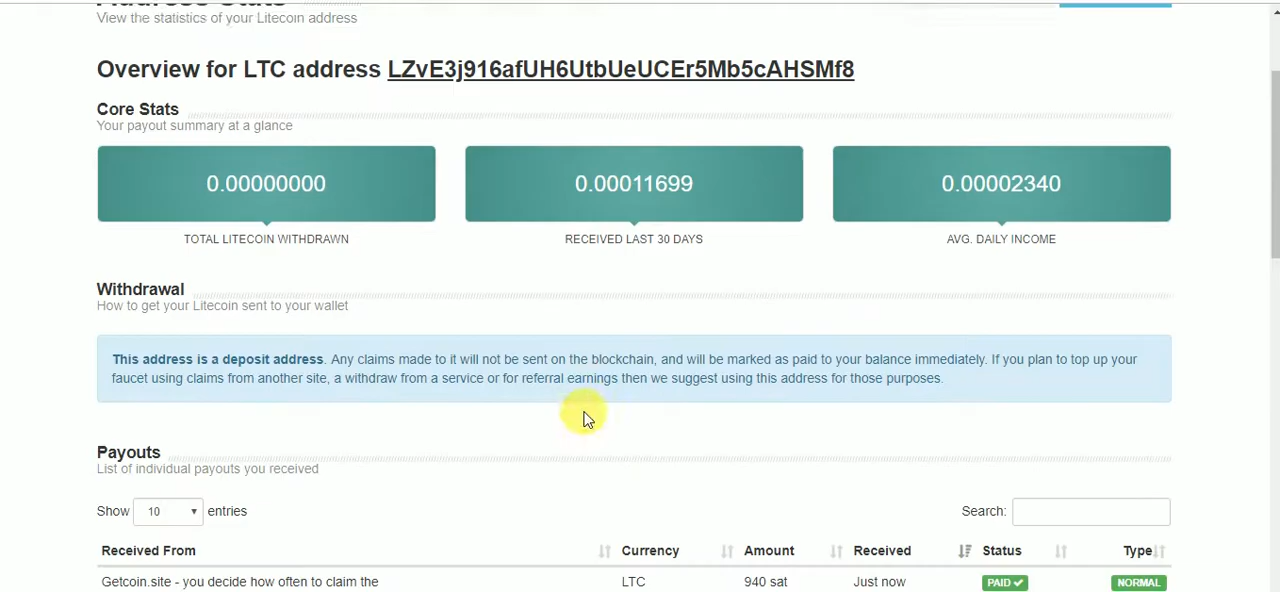 Address Stats
View the statistics of your Litecoin address
Overview for LTC address LZvE3j916afUH6UtbUeUCEr5Mb5cAHSMf8
Core Stats
Your payout summary at a glance
0.00000000 0.00011699 0.00002340
TOTAL LITECOIN WITHDRAWN RECEIVED LAST 30 DAYS AVG. DAILY INCOME
Withdrawal
How to get your Litecoin sent to your wallet
This address is a deposit address. Any claims made to it will not be sent on the blockchain, and will be marked as paid to your balance immediately. If you plan to top up your
faucet using claims from another site, a withdraw from a service or for referral earnings then we suggest using this address for those purposes.
Payouts
List of individual payouts you received
Show 10 entries Search:
Received From Currency Amount Received Status Type
Getcoin.site - you decide how often to claim the LTC 940 sat Just now PAID ✔ NORMAL